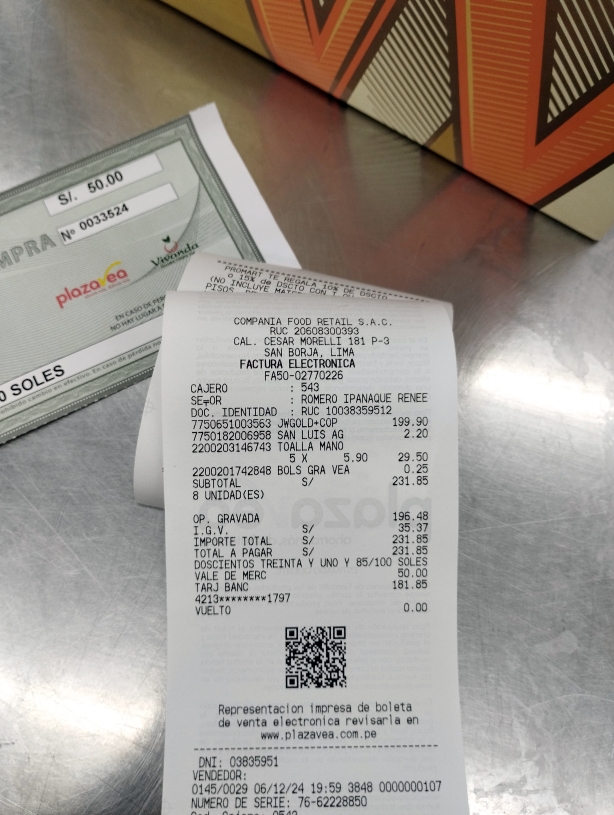 S/. 50.00
Nº 0033524
MPRA
plazavea
Vivanda
EN CASO DE
NO HAY LUGAR A
0 SOLES
PROMART TE REGALA 10% DE DSCTO
o 15% de DSCTO CON T.
(NO INCLUYE
PISOS,
COMPANIA FOOD RETAIL S.A.C.
RUC 20608300393
CAL. CESAR MORELLI 181 P-3
SAN BORJA, LIMA
FACTURA ELECTRONICA
FA50-02770226
CAJERO : 543
SE╤OR : ROMERO IPANAQUE RENEE
DOC. IDENTIDAD : RUC 10038359512
7750651003563 JWGOLD+COP 199.90
7750182006958 SAN LUIS AG 2.20
2200203146743 TOALLA MANO
5 X 5.90 29.50
2200201742848 BOLS GRA VEA 0.25
SUBTOTAL S/ 231.85
8 UNIDAD(ES)
OP. GRAVADA 196.48
I.G.V. S/ 35.37
IMPORTE TOTAL S/ 231.85
TOTAL A PAGAR S/ 231.85
DOSCIENTOS TREINTA Y UNO Y 85/100 SOLES
VALE DE MERC 50.00
TARJ BANC 181.85
4213********1797
VUELTO 0.00
Representacion impresa de boleta
de venta electronica revisarla en
www.plazavea.com.pe
DNI: 03835951
VENDEDOR:
0145/0029 06/12/24 19:59 3848 0000000107
NUMERO DE SERIE: 76-62228850